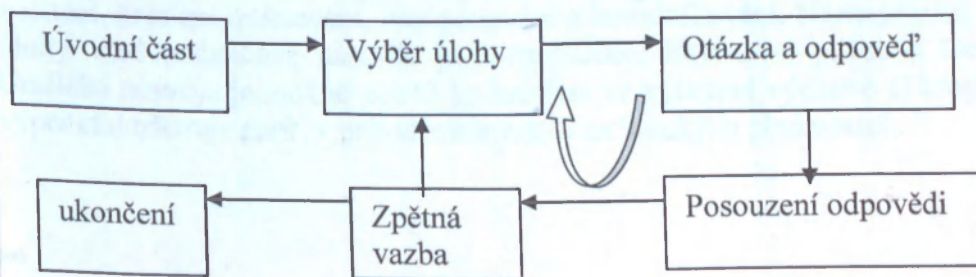 Úvodní část
Výběr úlohy
Otázka a odpověď
ukončení
Zpětná
vazba
Posouzení odpovědi